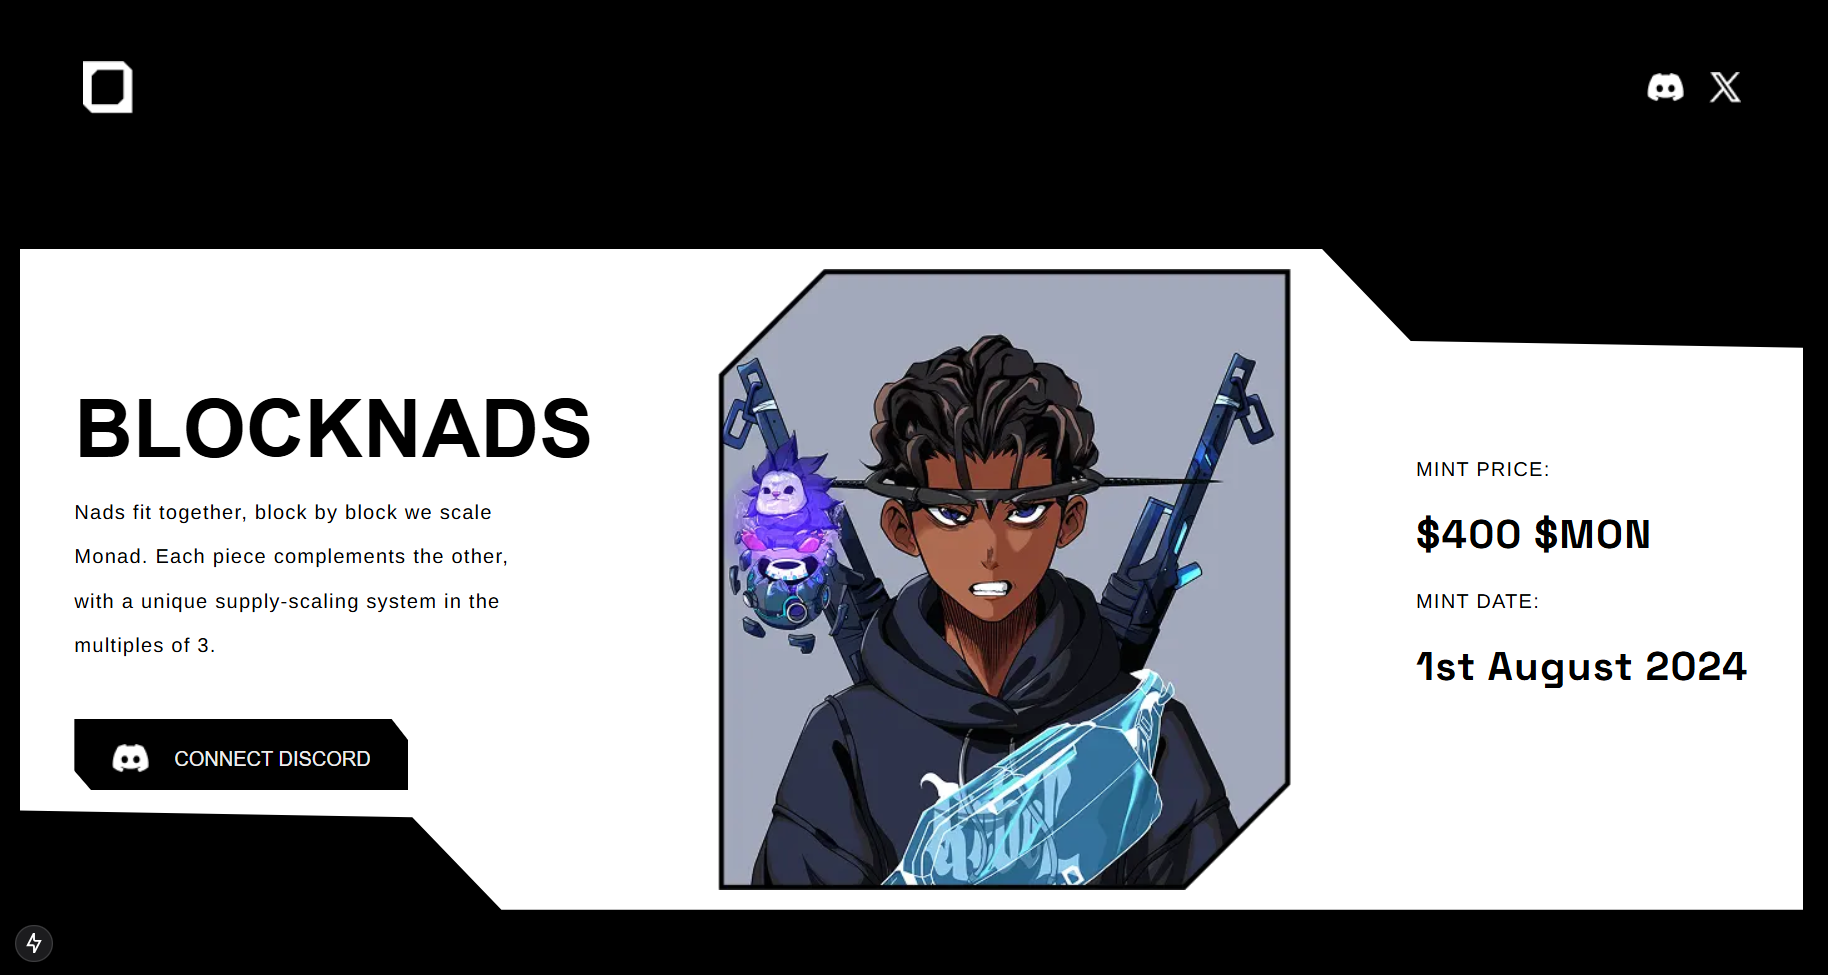 BLOCKNADS
Nads fit together, block by block we scale
Monad. Each piece complements the other,
with a unique supply-scaling system in the
multiples of 3.
CONNECT DISCORD
MINT PRICE:
$400 $MON
MINT DATE:
1st August 2024